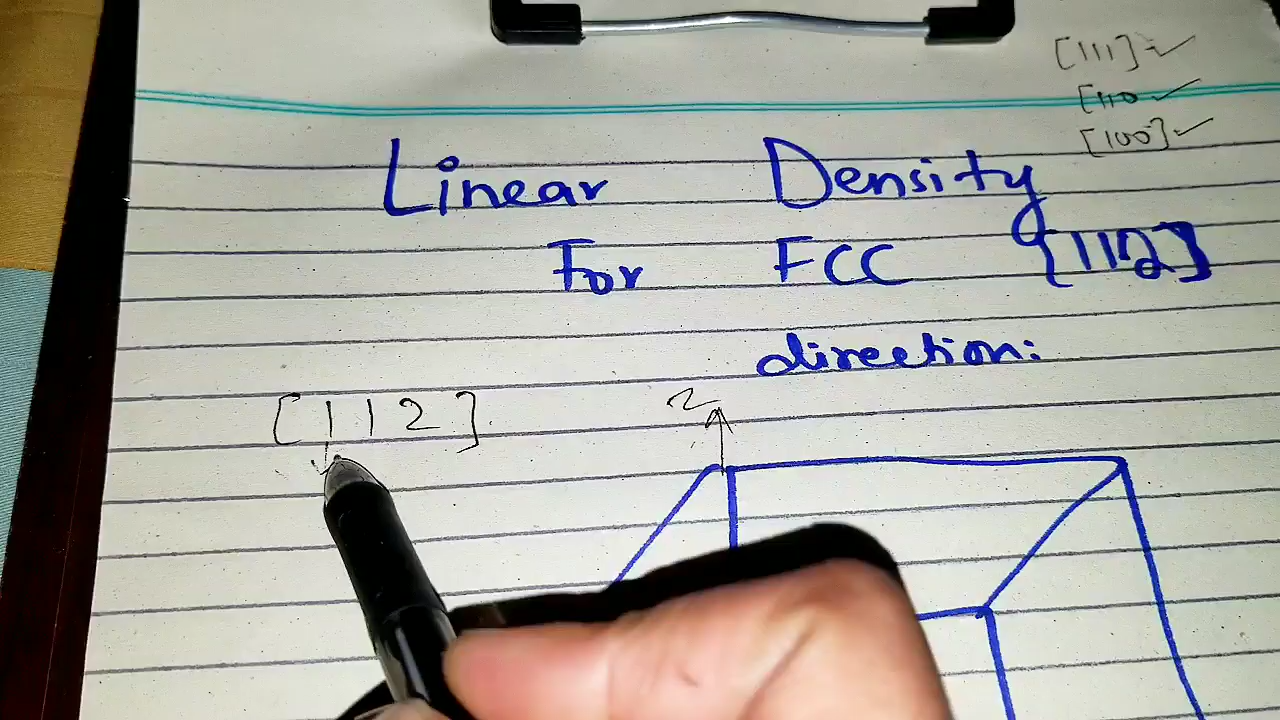 [111] ✓
[110 ✓
[100] ✓
Linear Density
For FCC [112]
direction:
[112]
z